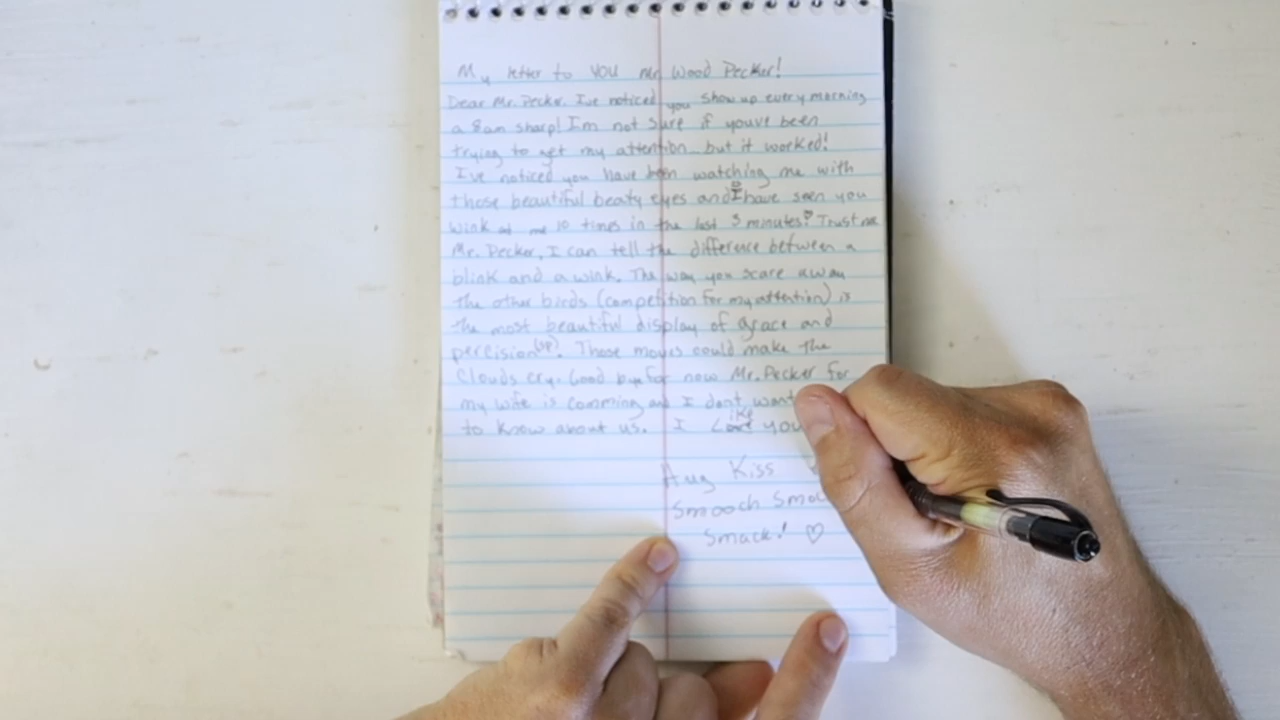 My letter to you Mr. Wood Pecker!
Dear Mr. Pecker. I've noticed you show up every morning
a 8am sharp! I'm not sure if youve been
trying to get my attention but it worked!
I've noticed you have been watching me with
those beautiful beaty eyes and I have seen you
wink at me 10 times in the last 3 minutes! Trust me
Mr. Pecker, I can tell the difference between a
blink and a wink. The way you scare away
the other birds (competition for my attention) is
the most beautiful display of grace and
percision (sp). Those moves could make the
clouds cry. Good bye for now Mr. Pecker for
my wife is comming and I dont want
to know about us. I Like you
Hug Kiss
Smooch
Smack! ♡